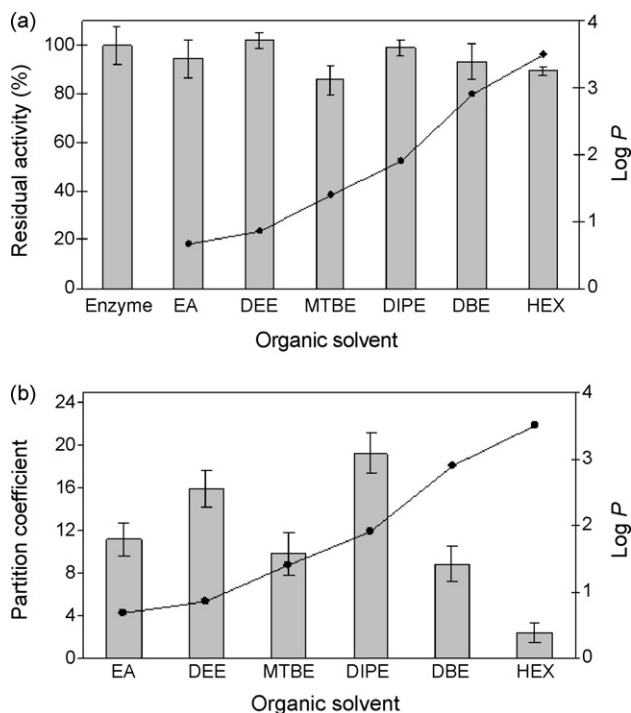 (a)
100
80
60
40
20
0
Residual activity (%)
4
3
2
1
0
Log P
Enzyme EA DEE MTBE DIPE DBE HEX
Organic solvent
(b)
24
20
16
12
8
4
0
Partition coefficient
4
3
2
1
0
Log P
EA DEE MTBE DIPE DBE HEX
Organic solvent